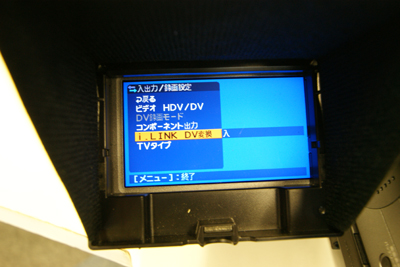 入出力/録画設定
戻る
ビデオ HDV/DV
DV録画モード
コンポーネント出力
i.LINK DV変換 入
TVタイプ
[メニュー]:終了